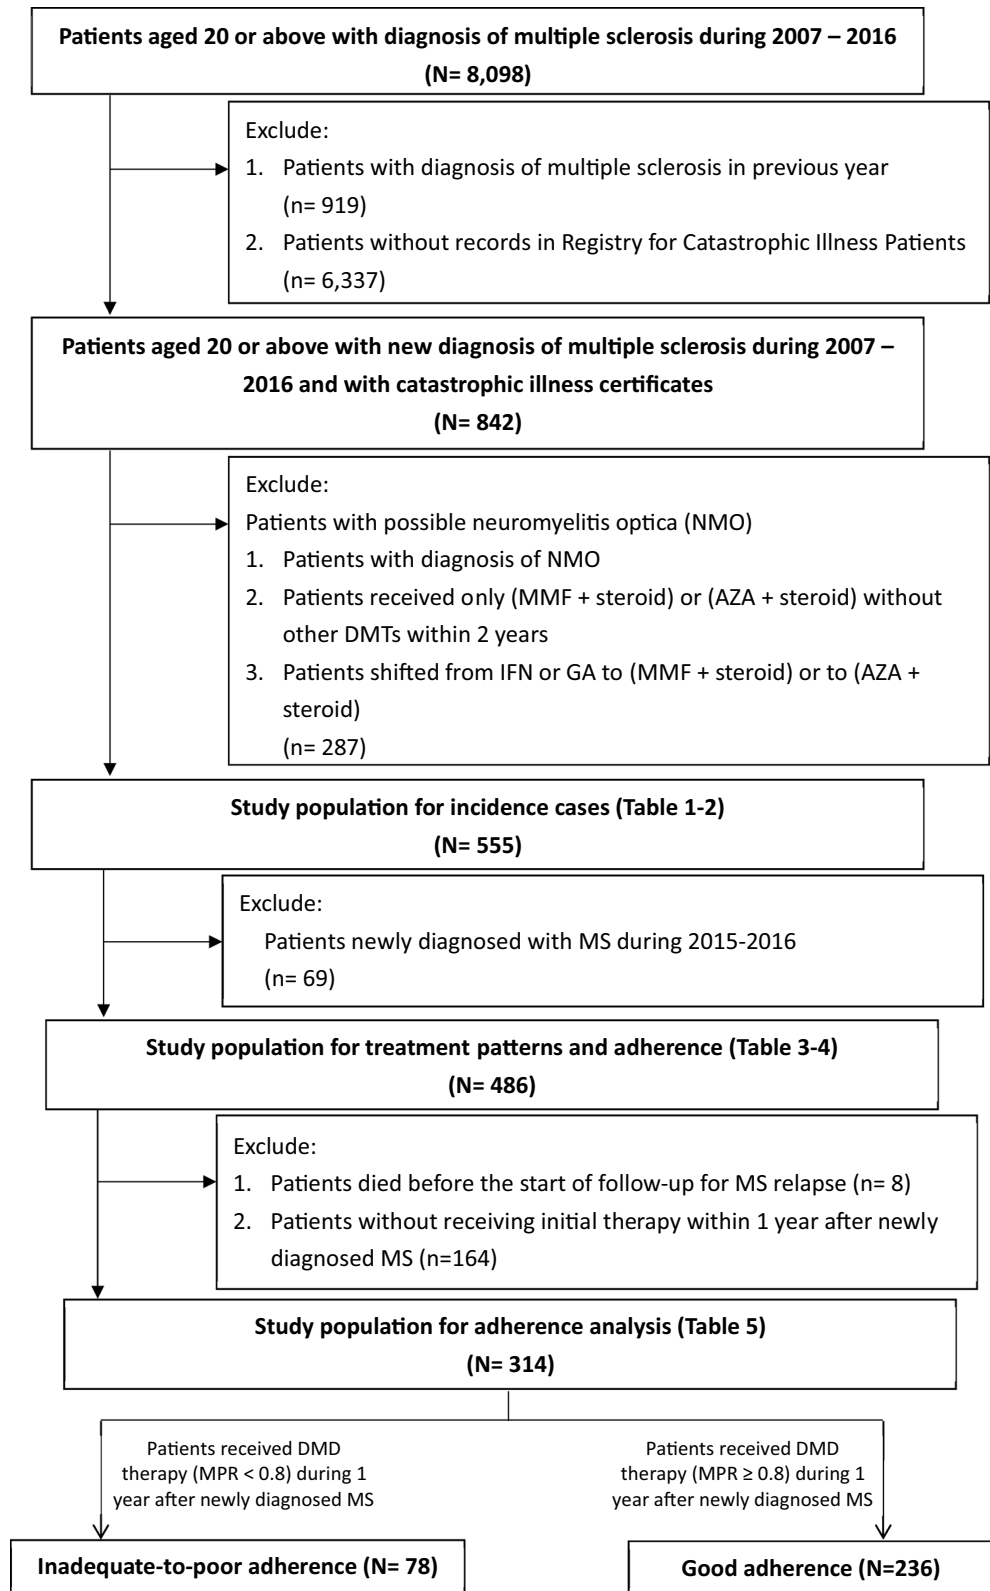 Patients aged 20 or above with diagnosis of multiple sclerosis during 2007 – 2016
(N= 8,098)
Exclude:
1. Patients with diagnosis of multiple sclerosis in previous year
(n= 919)
2. Patients without records in Registry for Catastrophic Illness Patients
(n= 6,337)
Patients aged 20 or above with new diagnosis of multiple sclerosis during 2007 –
2016 and with catastrophic illness certificates
(N= 842)
Exclude:
Patients with possible neuromyelitis optica (NMO)
1. Patients with diagnosis of NMO
2. Patients received only (MMF + steroid) or (AZA + steroid) without
other DMTs within 2 years
3. Patients shifted from IFN or GA to (MMF + steroid) or to (AZA +
steroid)
(n= 287)
Study population for incidence cases (Table 1-2)
(N= 555)
Exclude:
Patients newly diagnosed with MS during 2015-2016
(n= 69)
Study population for treatment patterns and adherence (Table 3-4)
(N= 486)
Exclude:
1. Patients died before the start of follow-up for MS relapse (n= 8)
2. Patients without receiving initial therapy within 1 year after newly
diagnosed MS (n=164)
Study population for adherence analysis (Table 5)
(N= 314)
Patients received DMD
therapy (MPR < 0.8) during 1
year after newly diagnosed MS
Patients received DMD
therapy (MPR ≥ 0.8) during 1
year after newly diagnosed MS
Inadequate-to-poor adherence (N= 78)
Good adherence (N=236)